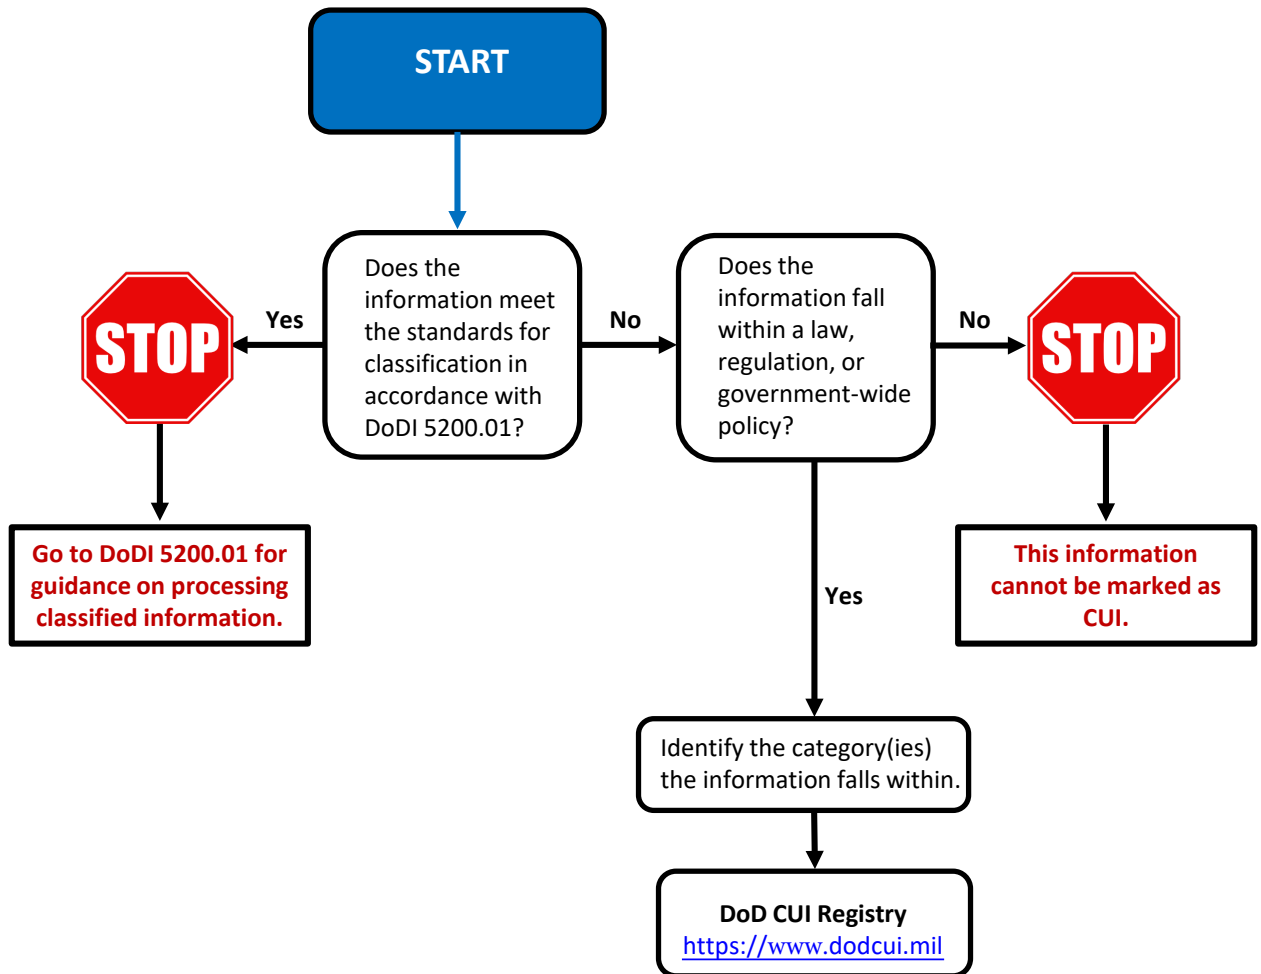 START
Does the
information meet
the standards for
classification in
accordance with
DoDI 5200.01?
Does the
information fall
within a law,
regulation, or
government-wide
policy?
STOP
Yes
No
No
STOP
Go to DoDI 5200.01 for
guidance on processing
classified information.
This information
cannot be marked as
CUI.
Yes
Identify the category(ies)
the information falls within.
DoD CUI Registry
https://www.dodcui.mil